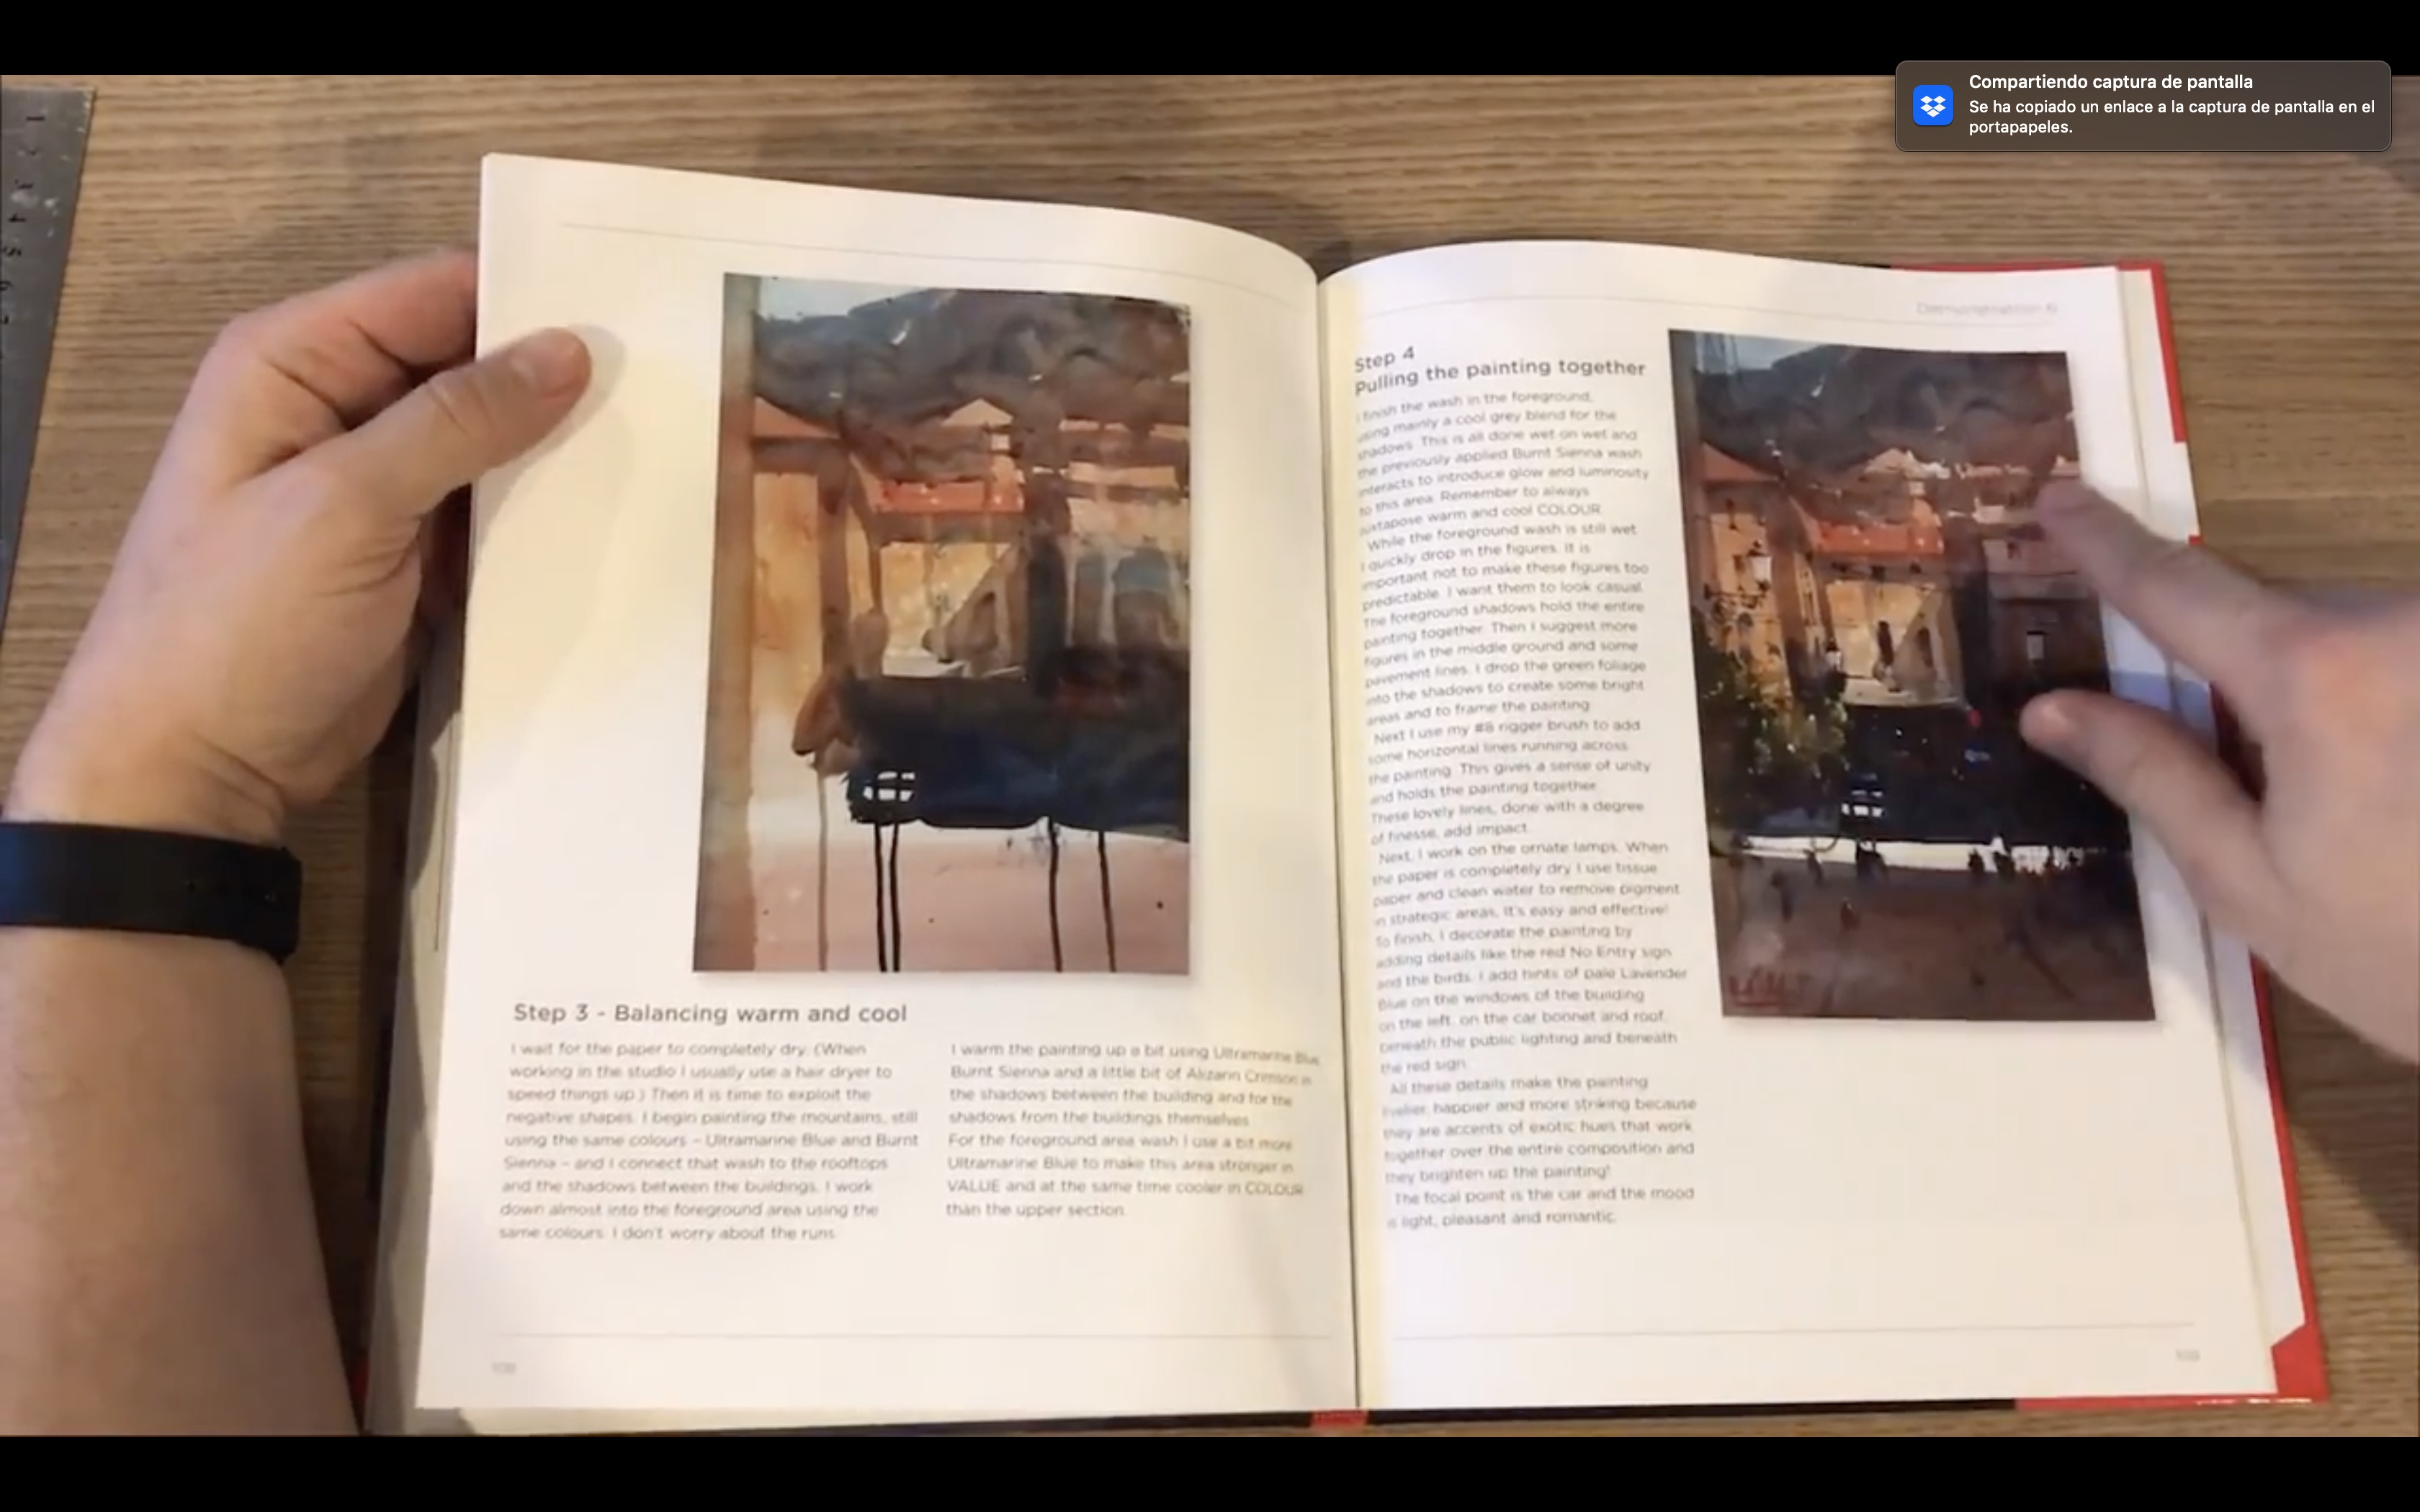 Compartiendo captura de pantalla
Se ha copiado un enlace a la captura de pantalla en el
portapapeles.
Step 3 - Balancing warm and cool
I wait for the paper to completely dry. (When
working in the studio I usually use a hair dryer to
speed things up.) Then it is time to exploit the
negative shapes. I begin painting the mountains, still
using the same colours – Ultramarine Blue and Burnt
Sienna – and I connect that wash to the rooftops
and the shadows between the buildings. I work
down almost into the foreground area using the
same colours. I don't worry about the runs.
I warm the painting up a bit using Ultramarine Blue,
Burnt Sienna and a little bit of Alizarin Crimson in
the shadows between the building and for the
shadows from the buildings themselves.
For the foreground area wash I use a bit more
Ultramarine Blue to make this area stronger in
VALUE and at the same time cooler in COLOUR
than the upper section.
108
Demonstration 6
Step 4
Pulling the painting together
I finish the wash in the foreground,
using mainly a cool grey blend for the
shadows. This is all done wet on wet and
the previously applied Burnt Sienna wash
interacts to introduce glow and luminosity
to this area. Remember to always
juxtapose warm and cool COLOUR.
While the foreground wash is still wet
I quickly drop in the figures. It is
important not to make these figures too
predictable. I want them to look casual.
The foreground shadows hold the entire
painting together. Then I suggest more
figures in the middle ground and some
pavement lines. I drop the green foliage
into the shadows to create some bright
areas and to frame the painting.
Next I use my #8 rigger brush to add
some horizontal lines running across
the painting. This gives a sense of unity
and holds the painting together.
These lovely lines, done with a degree
of finesse, add impact.
Next, I work on the ornate lamps. When
the paper is completely dry I use tissue
paper and clean water to remove pigment
in strategic areas. It's easy and effective!
To finish, I decorate the painting by
adding details like the red No Entry sign
and the birds. I add hints of pale Lavender
Blue on the windows of the building
on the left, on the car bonnet and roof,
beneath the public lighting and beneath
the red sign.
All these details make the painting
livelier, happier and more striking because
they are accents of exotic hues that work
together over the entire composition and
they brighten up the painting!
The focal point is the car and the mood
is light, pleasant and romantic.
109